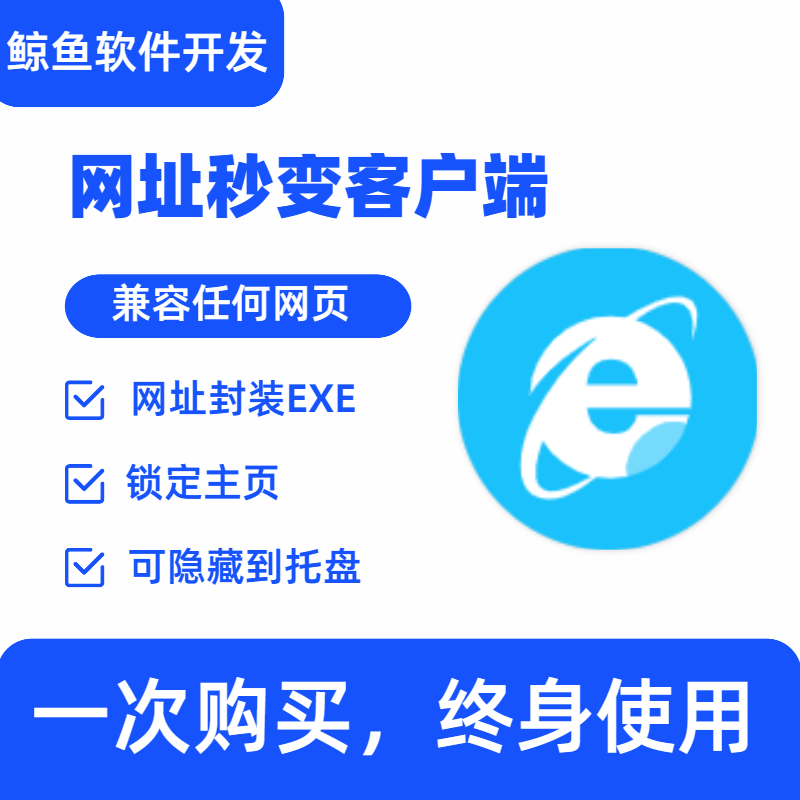 鲸鱼软件开发
网址秒变客户端
兼容任何网页
网址封装EXE
锁定主页
可隐藏到托盘
一次购买，终身使用